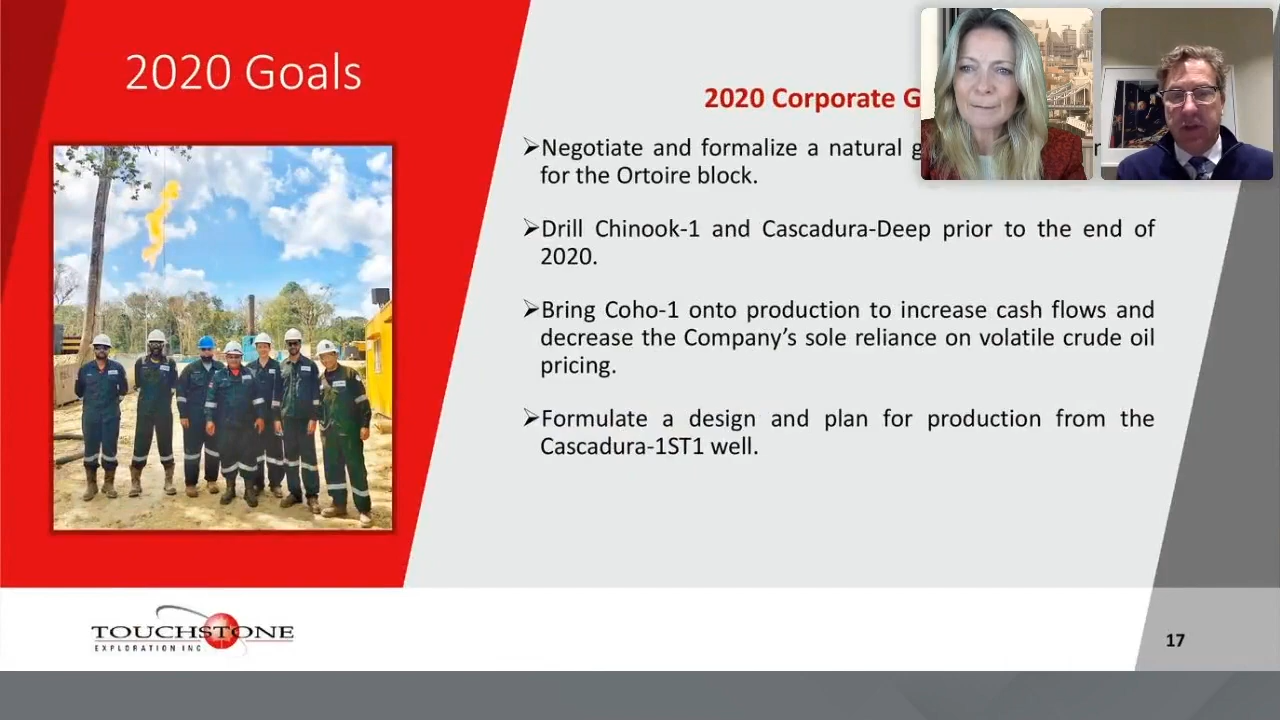 2020 Goals
2020 Corporate G
➢Negotiate and formalize a natural g
for the Ortoire block.
➢Drill Chinook-1 and Cascadura-Deep prior to the end of
2020.
➢Bring Coho-1 onto production to increase cash flows and
decrease the Company’s sole reliance on volatile crude oil
pricing.
➢Formulate a design and plan for production from the
Cascadura-1ST1 well.
TOUCHSTONE
EXPLORATION INC.
17